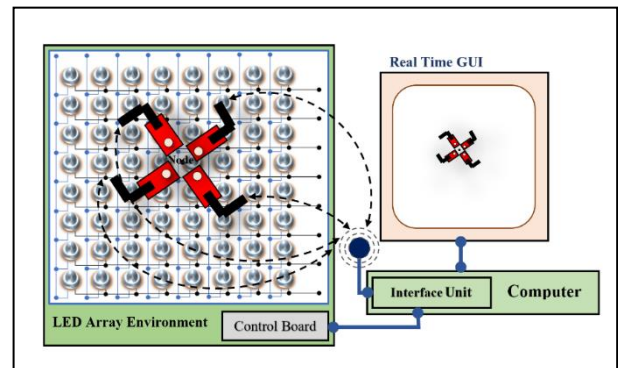 Real Time GUI
Node
Interface Unit
Computer
LED Array Environment
Control Board